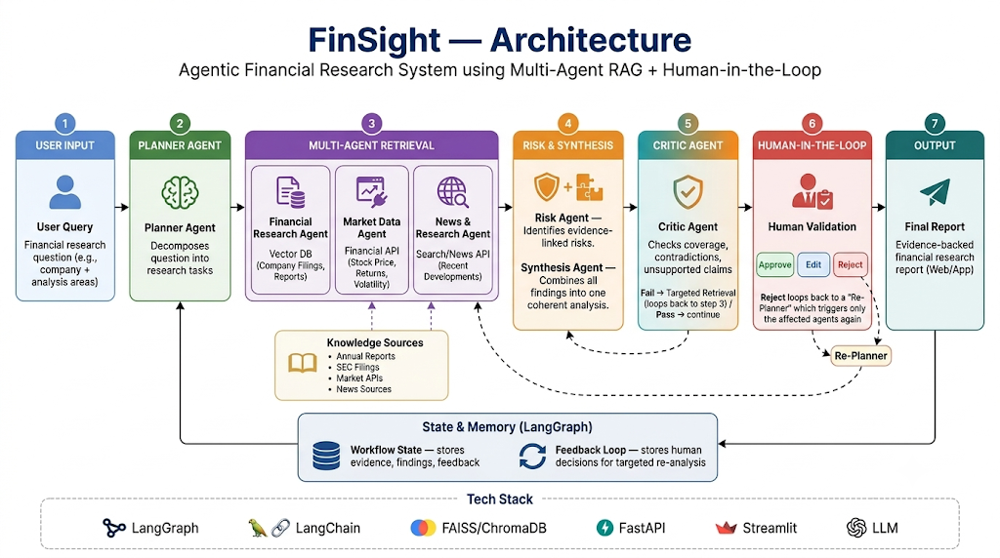 FinSight — Architecture
Agentic Financial Research System using Multi-Agent RAG + Human-in-the-Loop
1
USER INPUT
User Query
Financial research
question (e.g.,
company +
analysis areas)
2
PLANNER AGENT
Planner Agent
Decomposes
question into
research tasks
3
MULTI-AGENT RETRIEVAL
Financial
Research Agent
Vector DB
(Company Filings,
Reports)
Market Data
Agent
Financial API
(Stock Price,
Returns,
Volatility)
News &
Research Agent
Search/News API
(Recent
Developments)
4
RISK & SYNTHESIS
Risk Agent —
Identifies evidence-
linked risks.
Synthesis Agent —
Combines all
findings into one
coherent analysis.
5
CRITIC AGENT
Critic Agent
Checks coverage,
contradictions,
unsupported claims
Fail → Targeted Retrieval
(loops back to step 3) /
Pass → continue
6
HUMAN-IN-THE-LOOP
Human Validation
Approve
Edit
Reject
Reject loops back to a "Re-
Planner" which triggers only
the affected agents again
7
OUTPUT
Final Report
Evidence-backed
financial research
report (Web/App)
Re-Planner
Knowledge Sources
• Annual Reports
• SEC Filings
• Market APIs
• News Sources
State & Memory (LangGraph)
Workflow State — stores
evidence, findings, feedback
Feedback Loop — stores human
decisions for targeted re-analysis
Tech Stack
LangGraph
LangChain
FAISS/ChromaDB
FastAPI
Streamlit
LLM